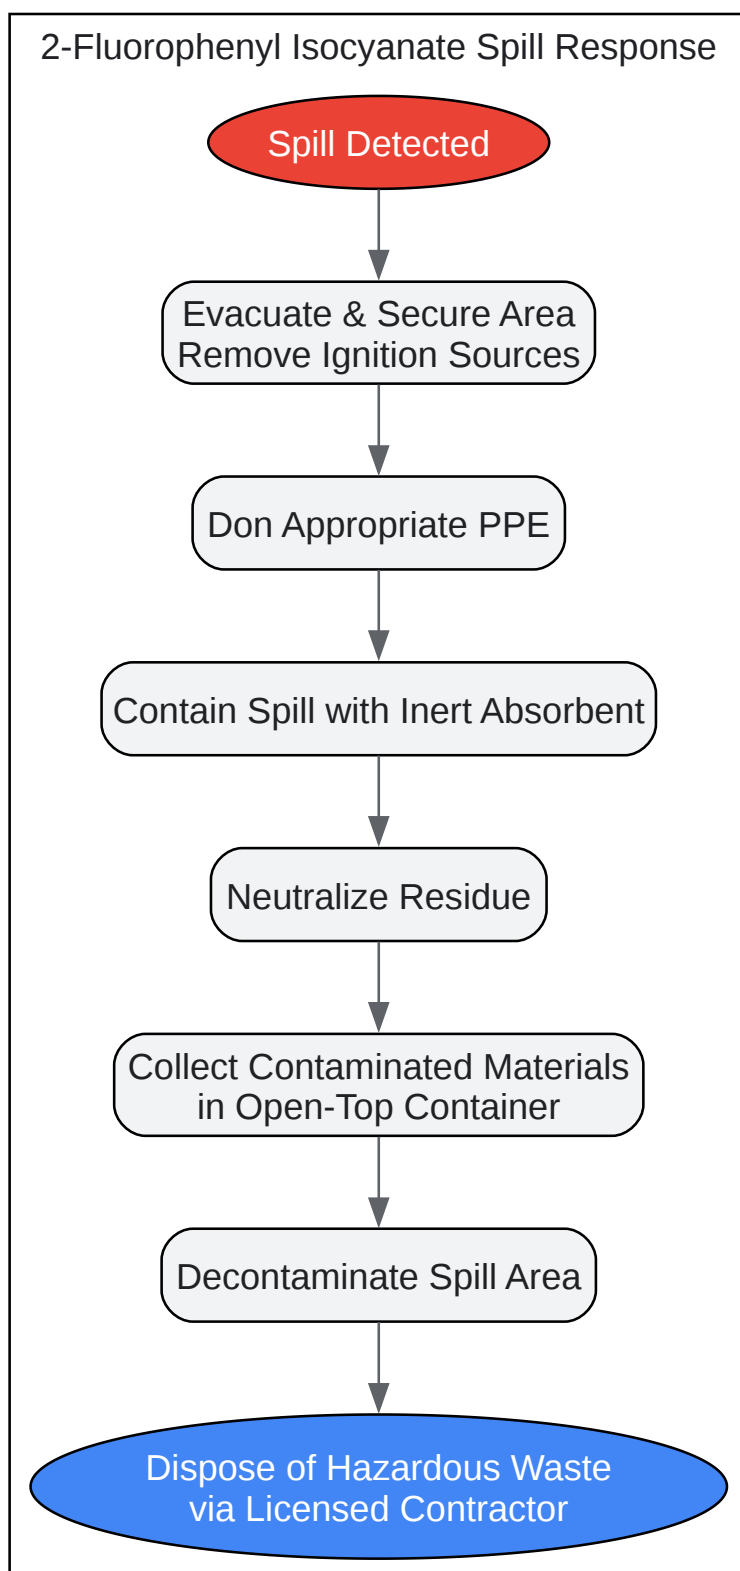 2-Fluorophenyl Isocyanate Spill Response
Spill Detected
Evacuate & Secure Area
Remove Ignition Sources
Don Appropriate PPE
Contain Spill with Inert Absorbent
Neutralize Residue
Collect Contaminated Materials
in Open-Top Container
Decontaminate Spill Area
Dispose of Hazardous Waste
via Licensed Contractor